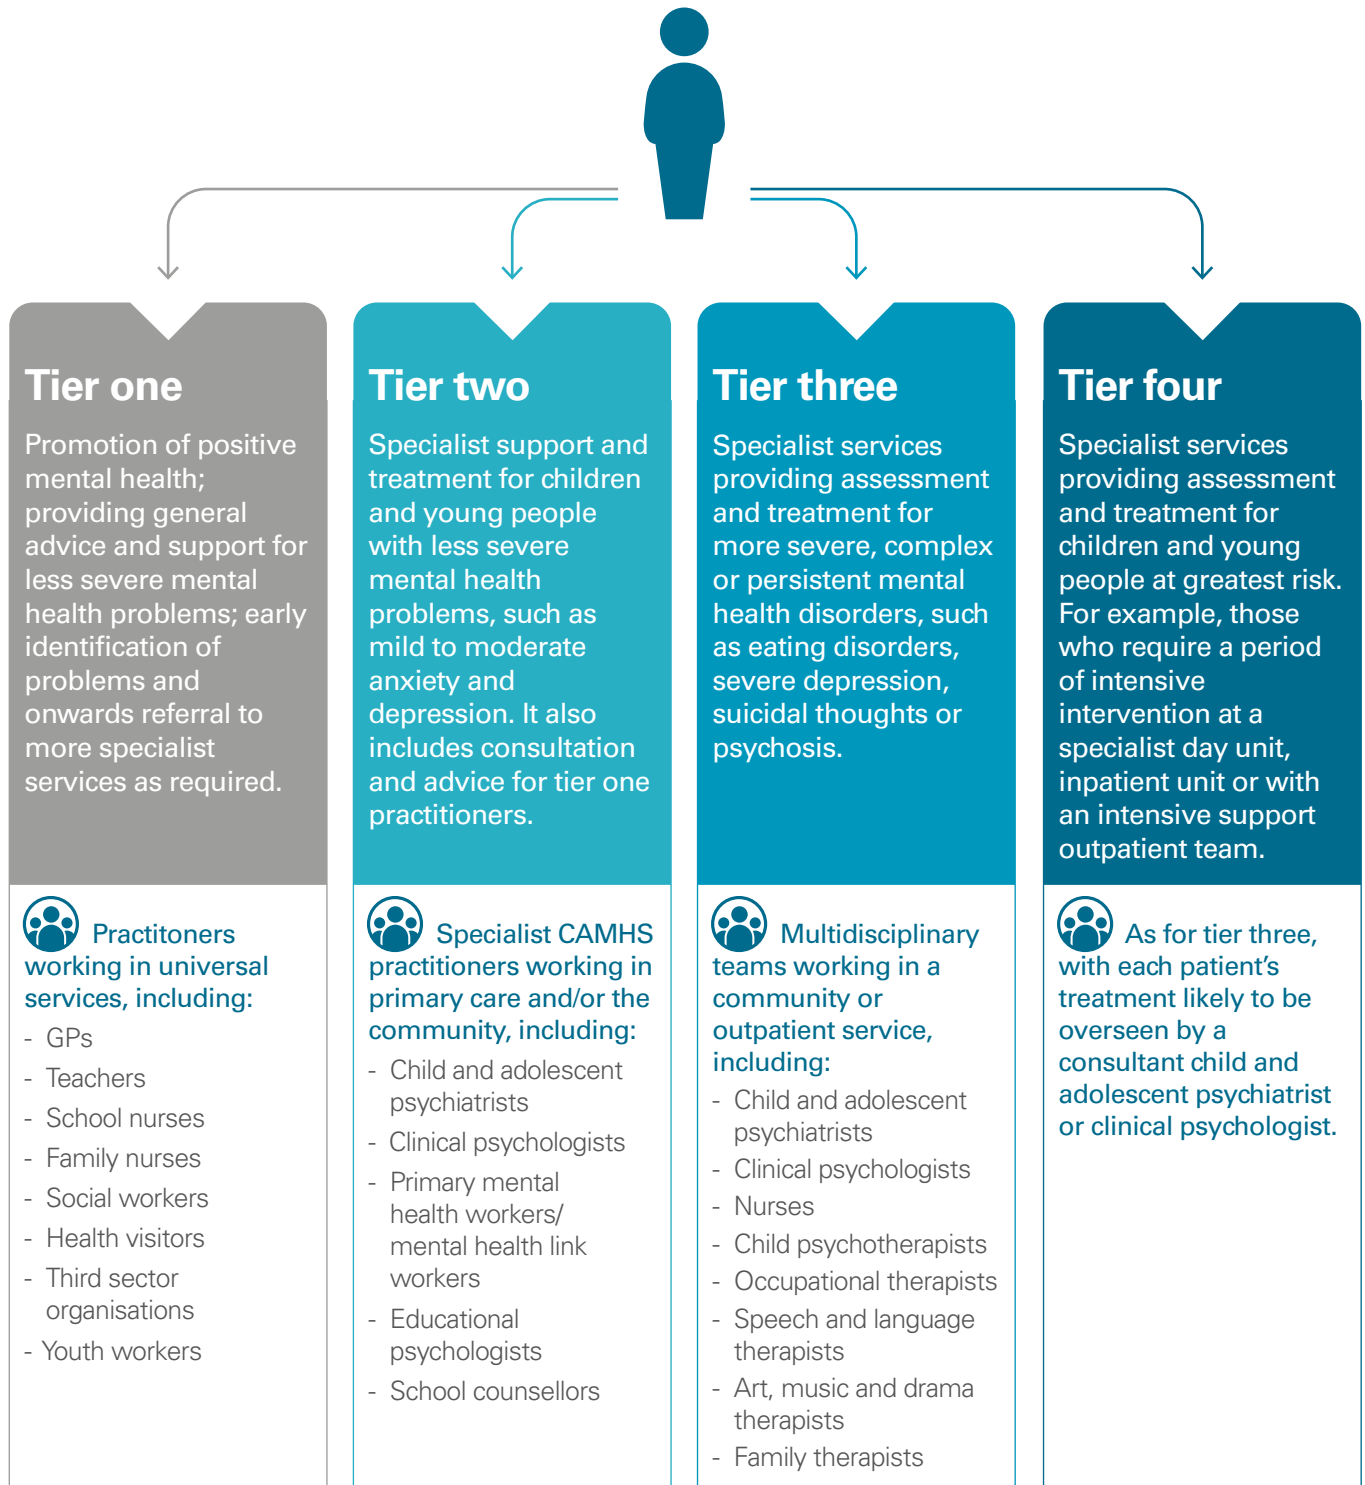 Tier one
Promotion of positive
mental health;
providing general
advice and support for
less severe mental
health problems; early
identification of
problems and
onwards referral to
more specialist
services as required.
Practitoners
working in universal
services, including:
- GPs
- Teachers
- School nurses
- Family nurses
- Social workers
- Health visitors
- Third sector
organisations
- Youth workers
Tier two
Specialist support and
treatment for children
and young people
with less severe
mental health
problems, such as
mild to moderate
anxiety and
depression. It also
includes consultation
and advice for tier one
practitioners.
Specialist CAMHS
practitioners working in
primary care and/or the
community, including:
- Child and adolescent
psychiatrists
- Clinical psychologists
- Primary mental
health workers/
mental health link
workers
- Educational
psychologists
- School counsellors
Tier three
Specialist services
providing assessment
and treatment for
more severe, complex
or persistent mental
health disorders, such
as eating disorders,
severe depression,
suicidal thoughts or
psychosis.
Multidisciplinary
teams working in a
community or
outpatient service,
including:
- Child and adolescent
psychiatrists
- Clinical psychologists
- Nurses
- Child psychotherapists
- Occupational therapists
- Speech and language
therapists
- Art, music and drama
therapists
- Family therapists
Tier four
Specialist services
providing assessment
and treatment for
children and young
people at greatest risk.
For example, those
who require a period
of intensive
intervention at a
specialist day unit,
inpatient unit or with
an intensive support
outpatient team.
As for tier three,
with each patient’s
treatment likely to be
overseen by a
consultant child and
adolescent psychiatrist
or clinical psychologist.